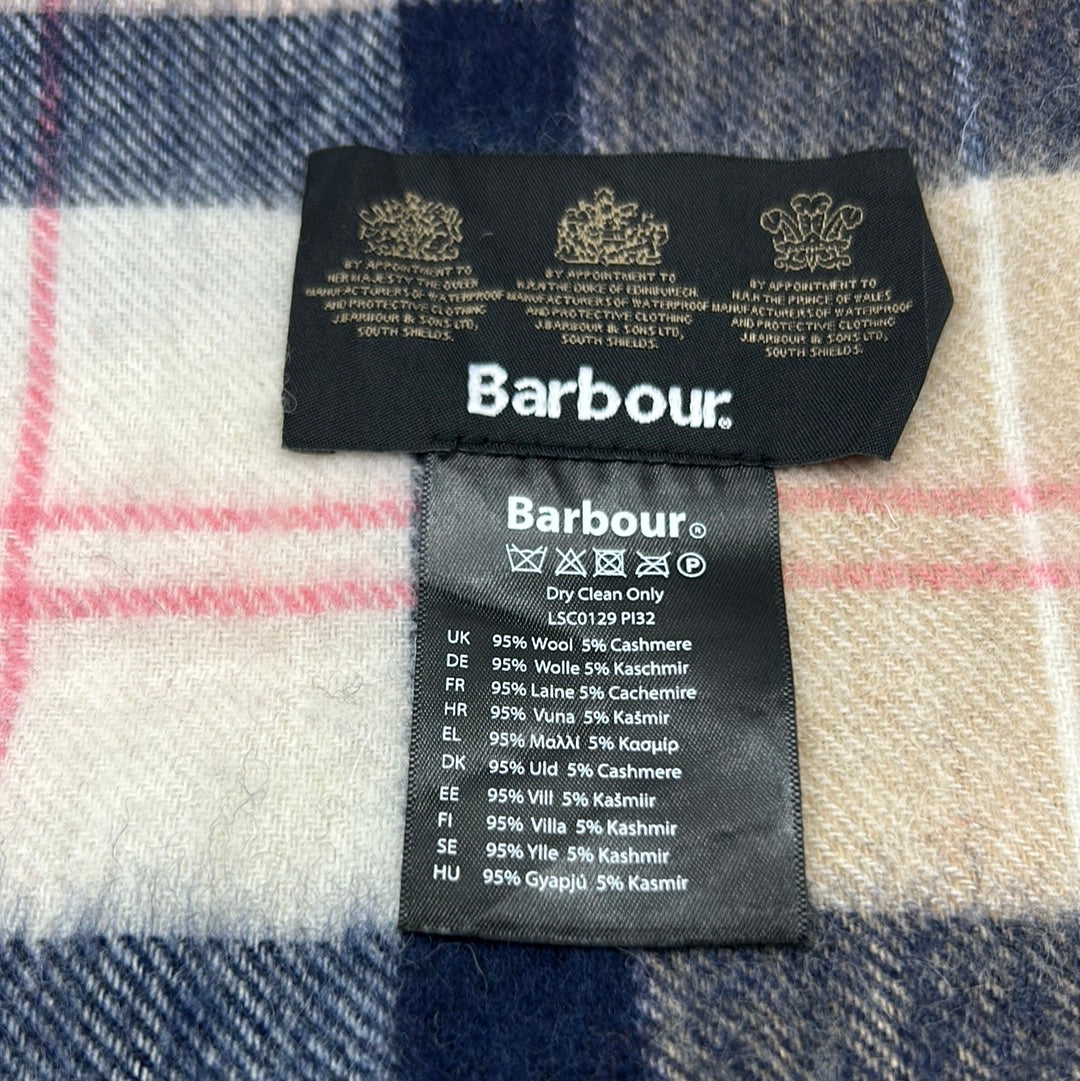 BY APPOINTMENT TO
HER MAJESTY THE QUEEN
MANUFACTURERS OF WATERPROOF
AND PROTECTIVE CLOTHING
J.BARBOUR & SONS LTD,
SOUTH SHIELDS.
BY APPOINTMENT TO
H.R.H. THE DUKE OF EDINBURGH,
MANUFACTURERS OF WATERPROOF
AND PROTECTIVE CLOTHING
J.BARBOUR & SONS LTD,
SOUTH SHIELDS.
BY APPOINTMENT TO
H.R.H THE PRINCE OF WALES
MANUFACTURERS OF WATERPROOF
AND PROTECTIVE CLOTHING
J.BARBOUR & SONS LTD,
SOUTH SHIELDS.
Barbour®
Barbour®
P
Dry Clean Only
LSC0129 PI32
UK 95% Wool 5% Cashmere
DE 95% Wolle 5% Kaschmir
FR 95% Laine 5% Cachemire
HR 95% Vuna 5% Kašmir
EL 95% Μαλλί 5% Κασμίρ
DK 95% Uld 5% Cashmere
EE 95% Vill 5% Kašmiir
FI 95% Villa 5% Kashmir
SE 95% Ylle 5% Kashmir
HU 95% Gyapjú 5% Kasmír